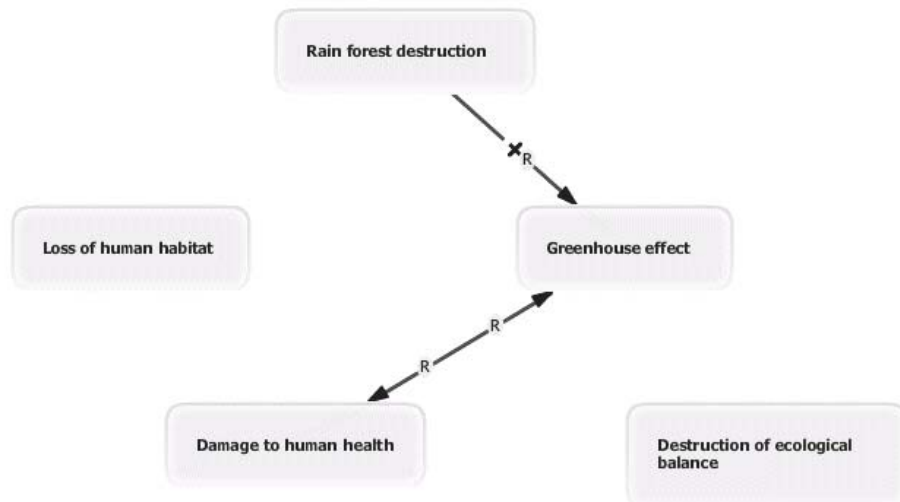 Rain forest destruction
R
Loss of human habitat
Greenhouse effect
R
R
Damage to human health
Destruction of ecological
balance